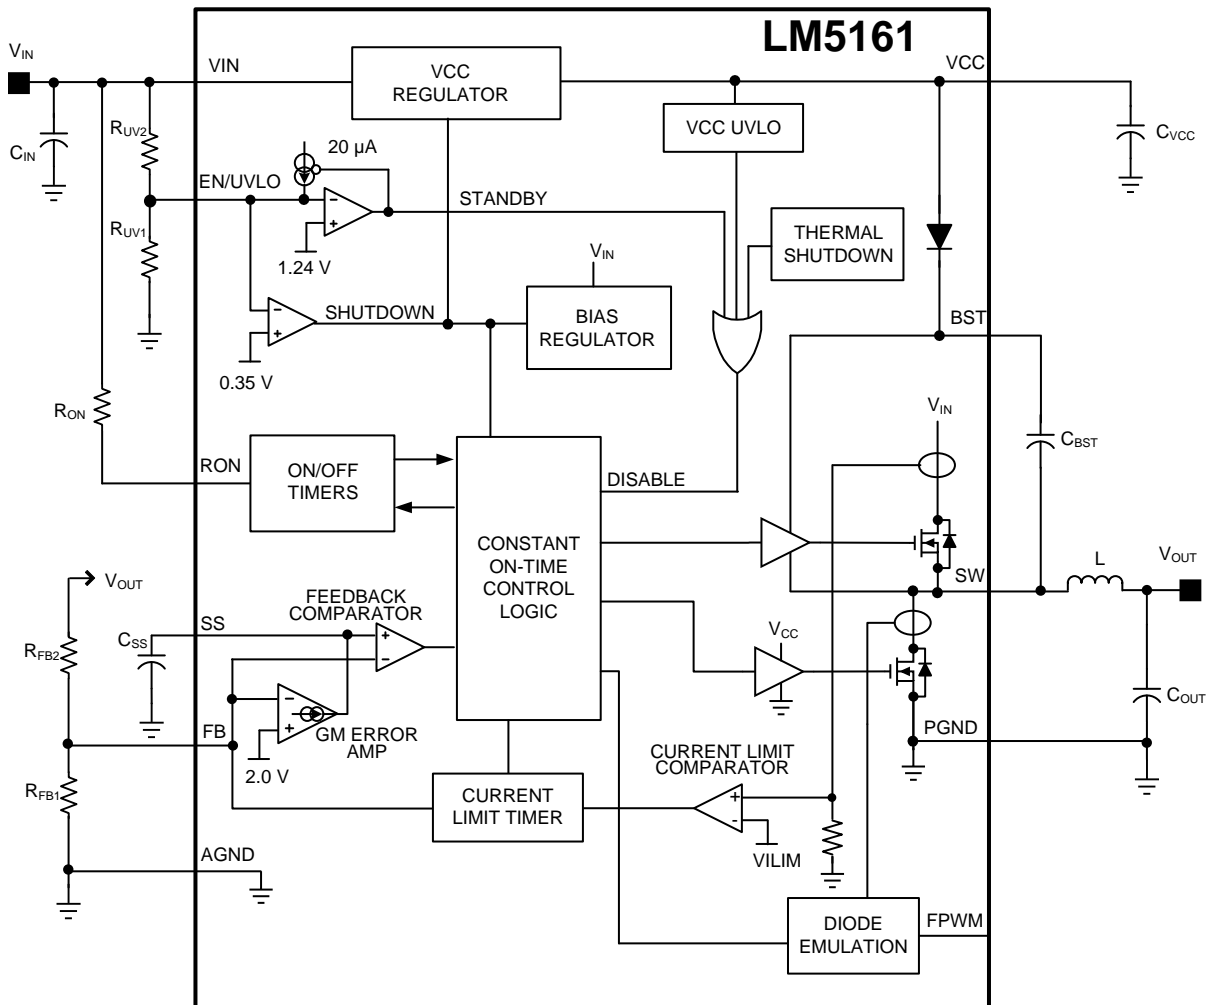 LM5161
VIN
VIN
VCC
REGULATOR
VCC
VCC UVLO
CVCC
CIN
RUV2
20 µA
EN/UVLO
STANDBY
RUV1
1.24 V
THERMAL
SHUTDOWN
VIN
SHUTDOWN
BIAS
REGULATOR
BST
0.35 V
RON
VIN
CBST
RON
ON/OFF
TIMERS
DISABLE
CONSTANT
ON-TIME
CONTROL
LOGIC
VOUT
SW
L
VOUT
FEEDBACK
COMPARATOR
SS
CSS
RFB2
VCC
COUT
FB
GM ERROR
AMP
2.0 V
PGND
CURRENT LIMIT
COMPARATOR
RFB1
CURRENT
LIMIT TIMER
+
-
VILIM
AGND
DIODE
EMULATION
FPWM